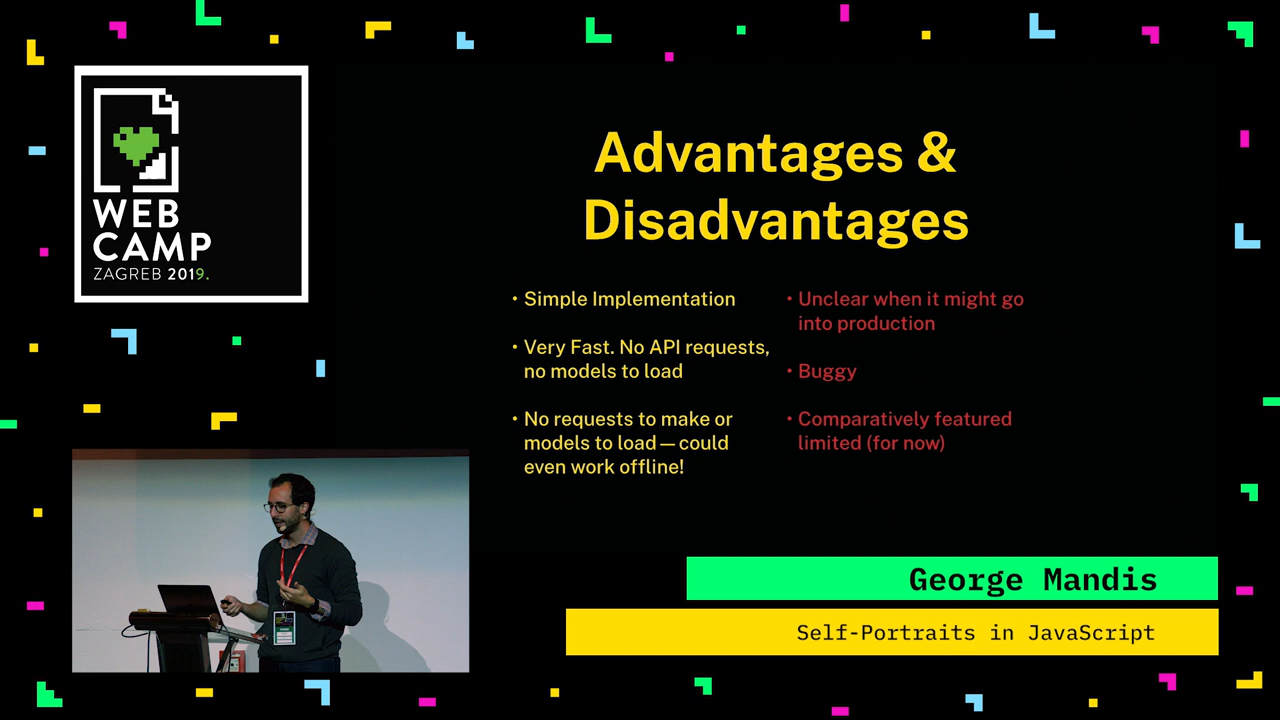 WEB
CAMP
ZAGREB 2019.
Advantages &
Disadvantages
• Simple Implementation
• Very Fast. No API requests,
no models to load
• No requests to make or
models to load — could
even work offline!
• Unclear when it might go
into production
• Buggy
• Comparatively featured
limited (for now)
George Mandis
Self-Portraits in JavaScript